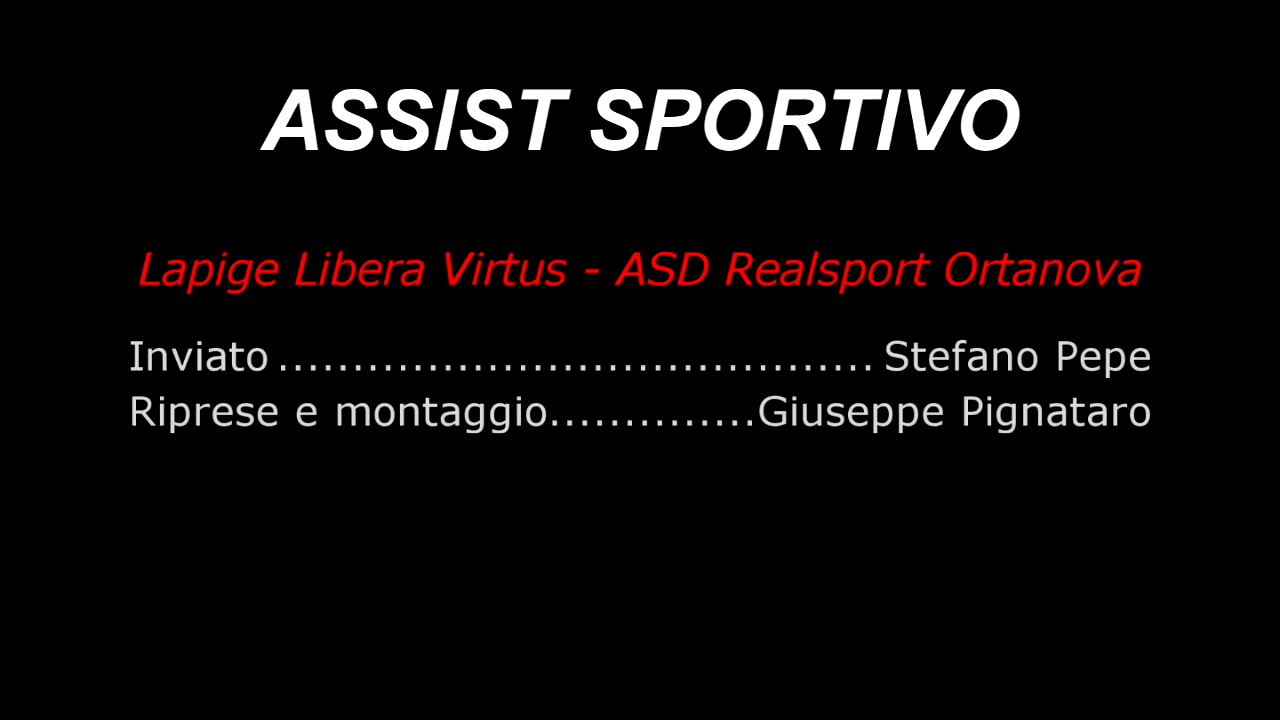 ASSIST SPORTIVO
Lapige Libera Virtus - ASD Realsport Ortanova
Inviato ........................................ Stefano Pepe
Riprese e montaggio..............Giuseppe Pignataro